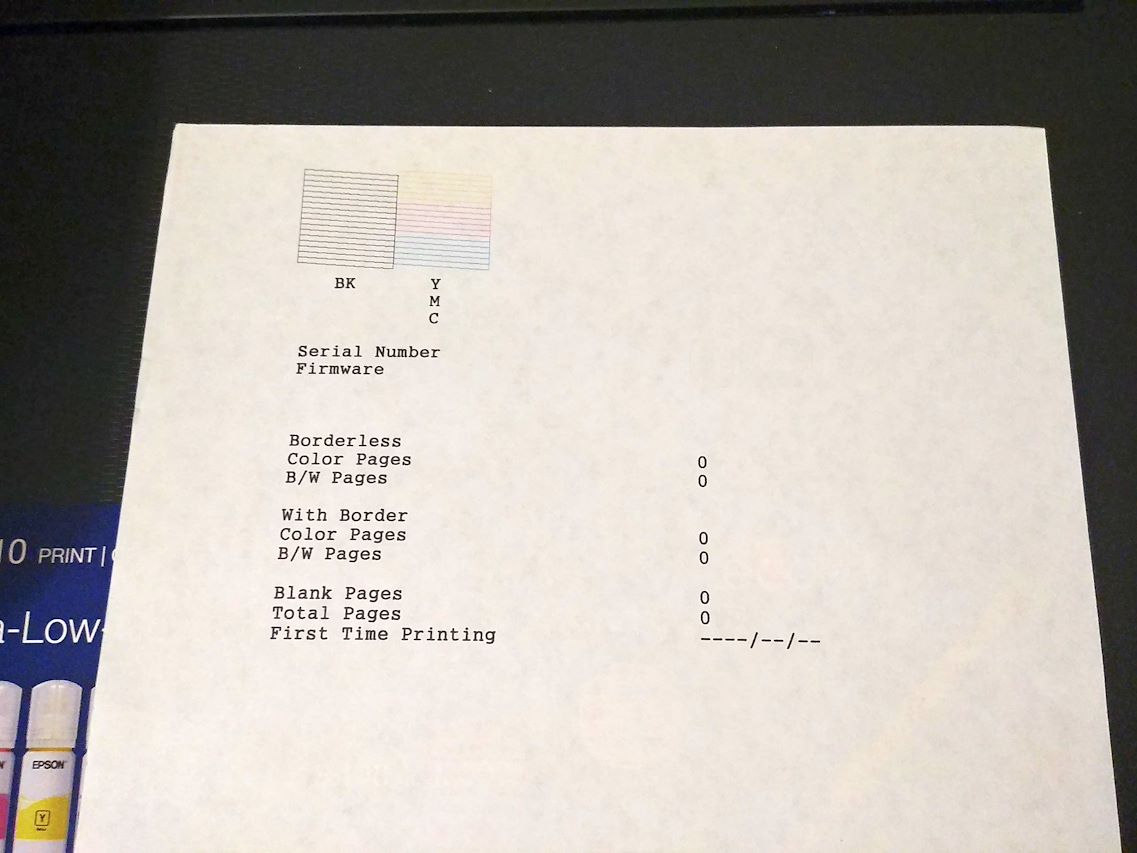 BK Y
M
C
Serial Number
Firmware
Borderless
Color Pages 0
B/W Pages 0
With Border
Color Pages 0
B/W Pages 0
Blank Pages 0
Total Pages 0
First Time Printing ----/--/--
10 PRINT |
-Low-
EPSON
Y